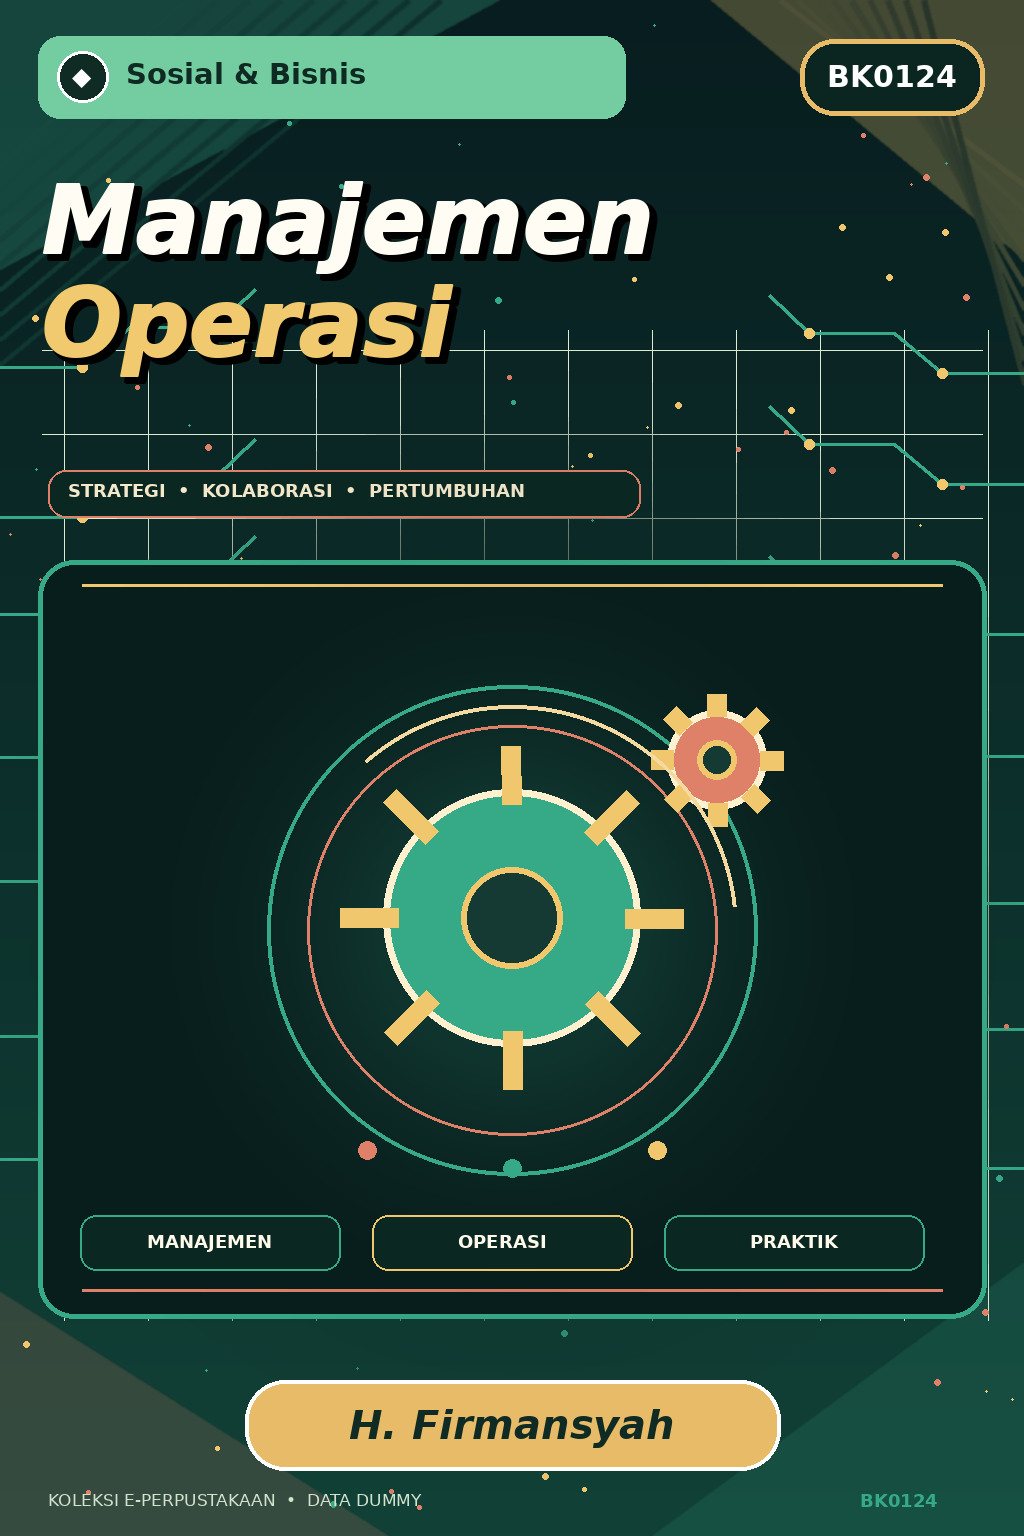 Sosial & Bisnis
BK0124
Manajemen
Operasi
STRATEGI • KOLABORASI • PERTUMBUHAN
MANAJEMEN
OPERASI
PRAKTIK
H. Firmansyah
KOLEKSI E-PERPUSTAKAAN • DATA DUMMY
BK0124